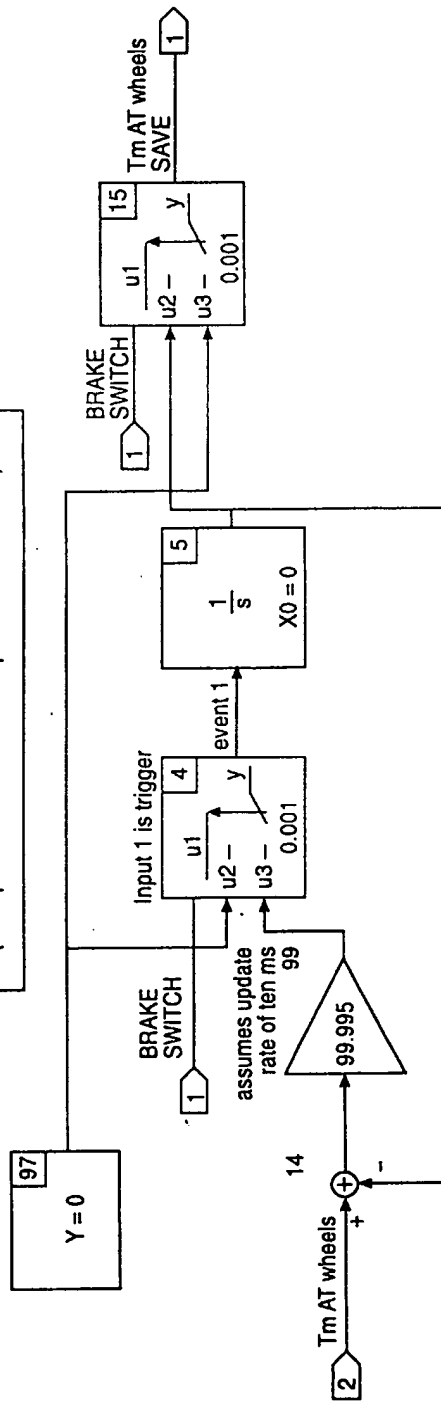 97
Y = 0
BRAKE
SWITCH
1
Input 1 is trigger
4
u1
u2 –
u3 –
y
0.001
event 1
5
1
s
X0 = 0
BRAKE
SWITCH
1
15
u1
u2 –
u3 –
y
0.001
Tm AT wheels
SAVE
1
2
Tm AT wheels
+
14
+
-
99.995
assumes update
rate of ten ms
99